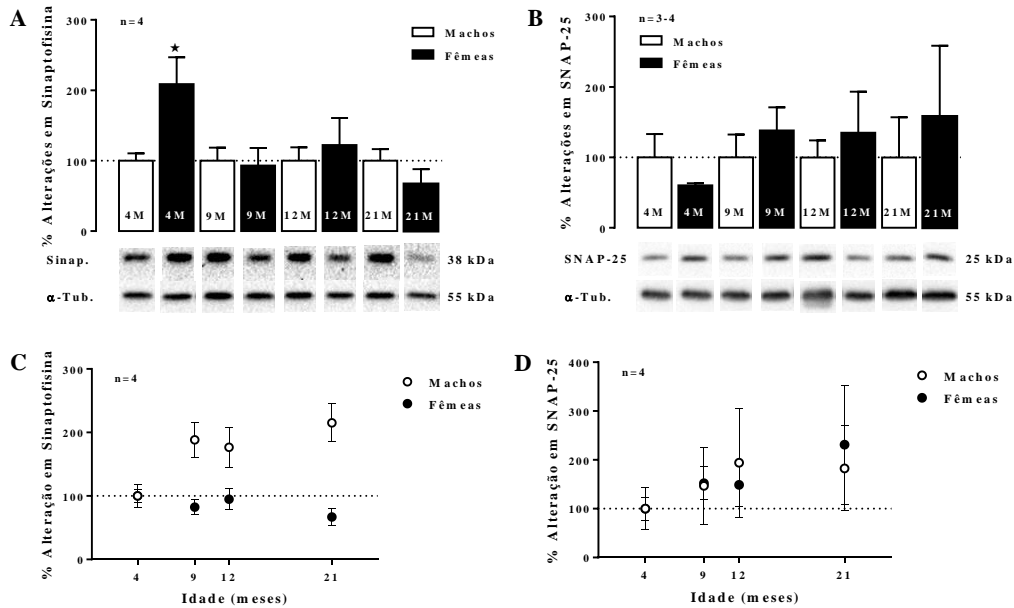 A
% Alterações em Sinaptofisina
300
200
100
0
n=4
★
Machos
Fêmeas
4M
4M
9M
9M
12M
12M
21M
21M
Sinap.
38 kDa
α-Tub.
55 kDa
B
% Alterações em SNAP-25
300
200
100
0
n=3-4
Machos
Fêmeas
4M
4M
9M
9M
12M
12M
21M
21M
SNAP-25
25 kDa
α-Tub.
55 kDa
C
% Alteração em Sinaptofisina
300
200
100
0
n=4
Machos
Fêmeas
4
9
12
21
Idade (meses)
D
% Alteração em SNAP-25
400
300
200
100
0
n=4
Machos
Fêmeas
4
9
12
21
Idade (meses)